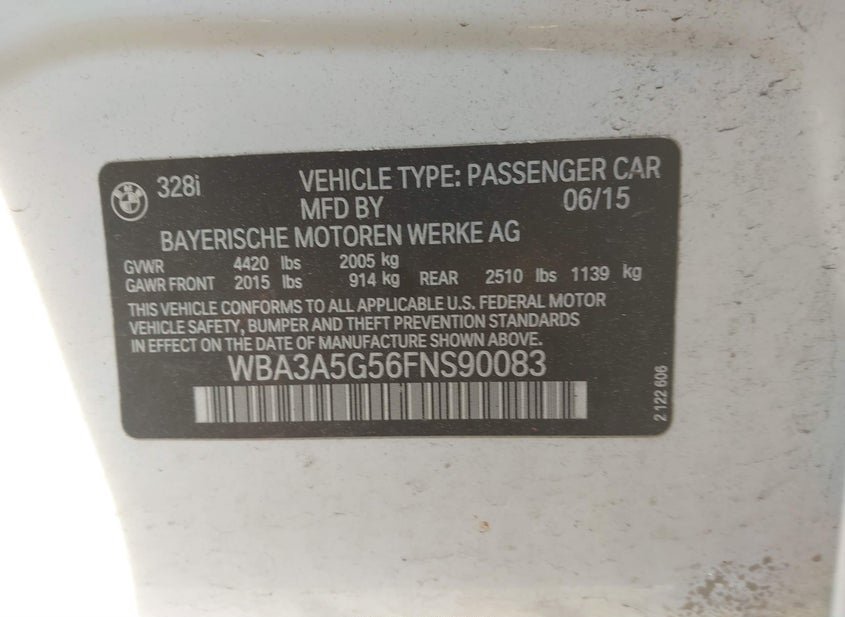 BMW
328i VEHICLE TYPE: PASSENGER CAR
MFD BY 06/15
BAYERISCHE MOTOREN WERKE AG
GVWR 4420 lbs 2005 kg
GAWR FRONT 2015 lbs 914 kg REAR 2510 lbs 1139 kg
THIS VEHICLE CONFORMS TO ALL APPLICABLE U.S. FEDERAL MOTOR
VEHICLE SAFETY, BUMPER AND THEFT PREVENTION STANDARDS
IN EFFECT ON THE DATE OF MANUFACTURE SHOWN ABOVE.
WBA3A5G56FNS90083
2 122 606